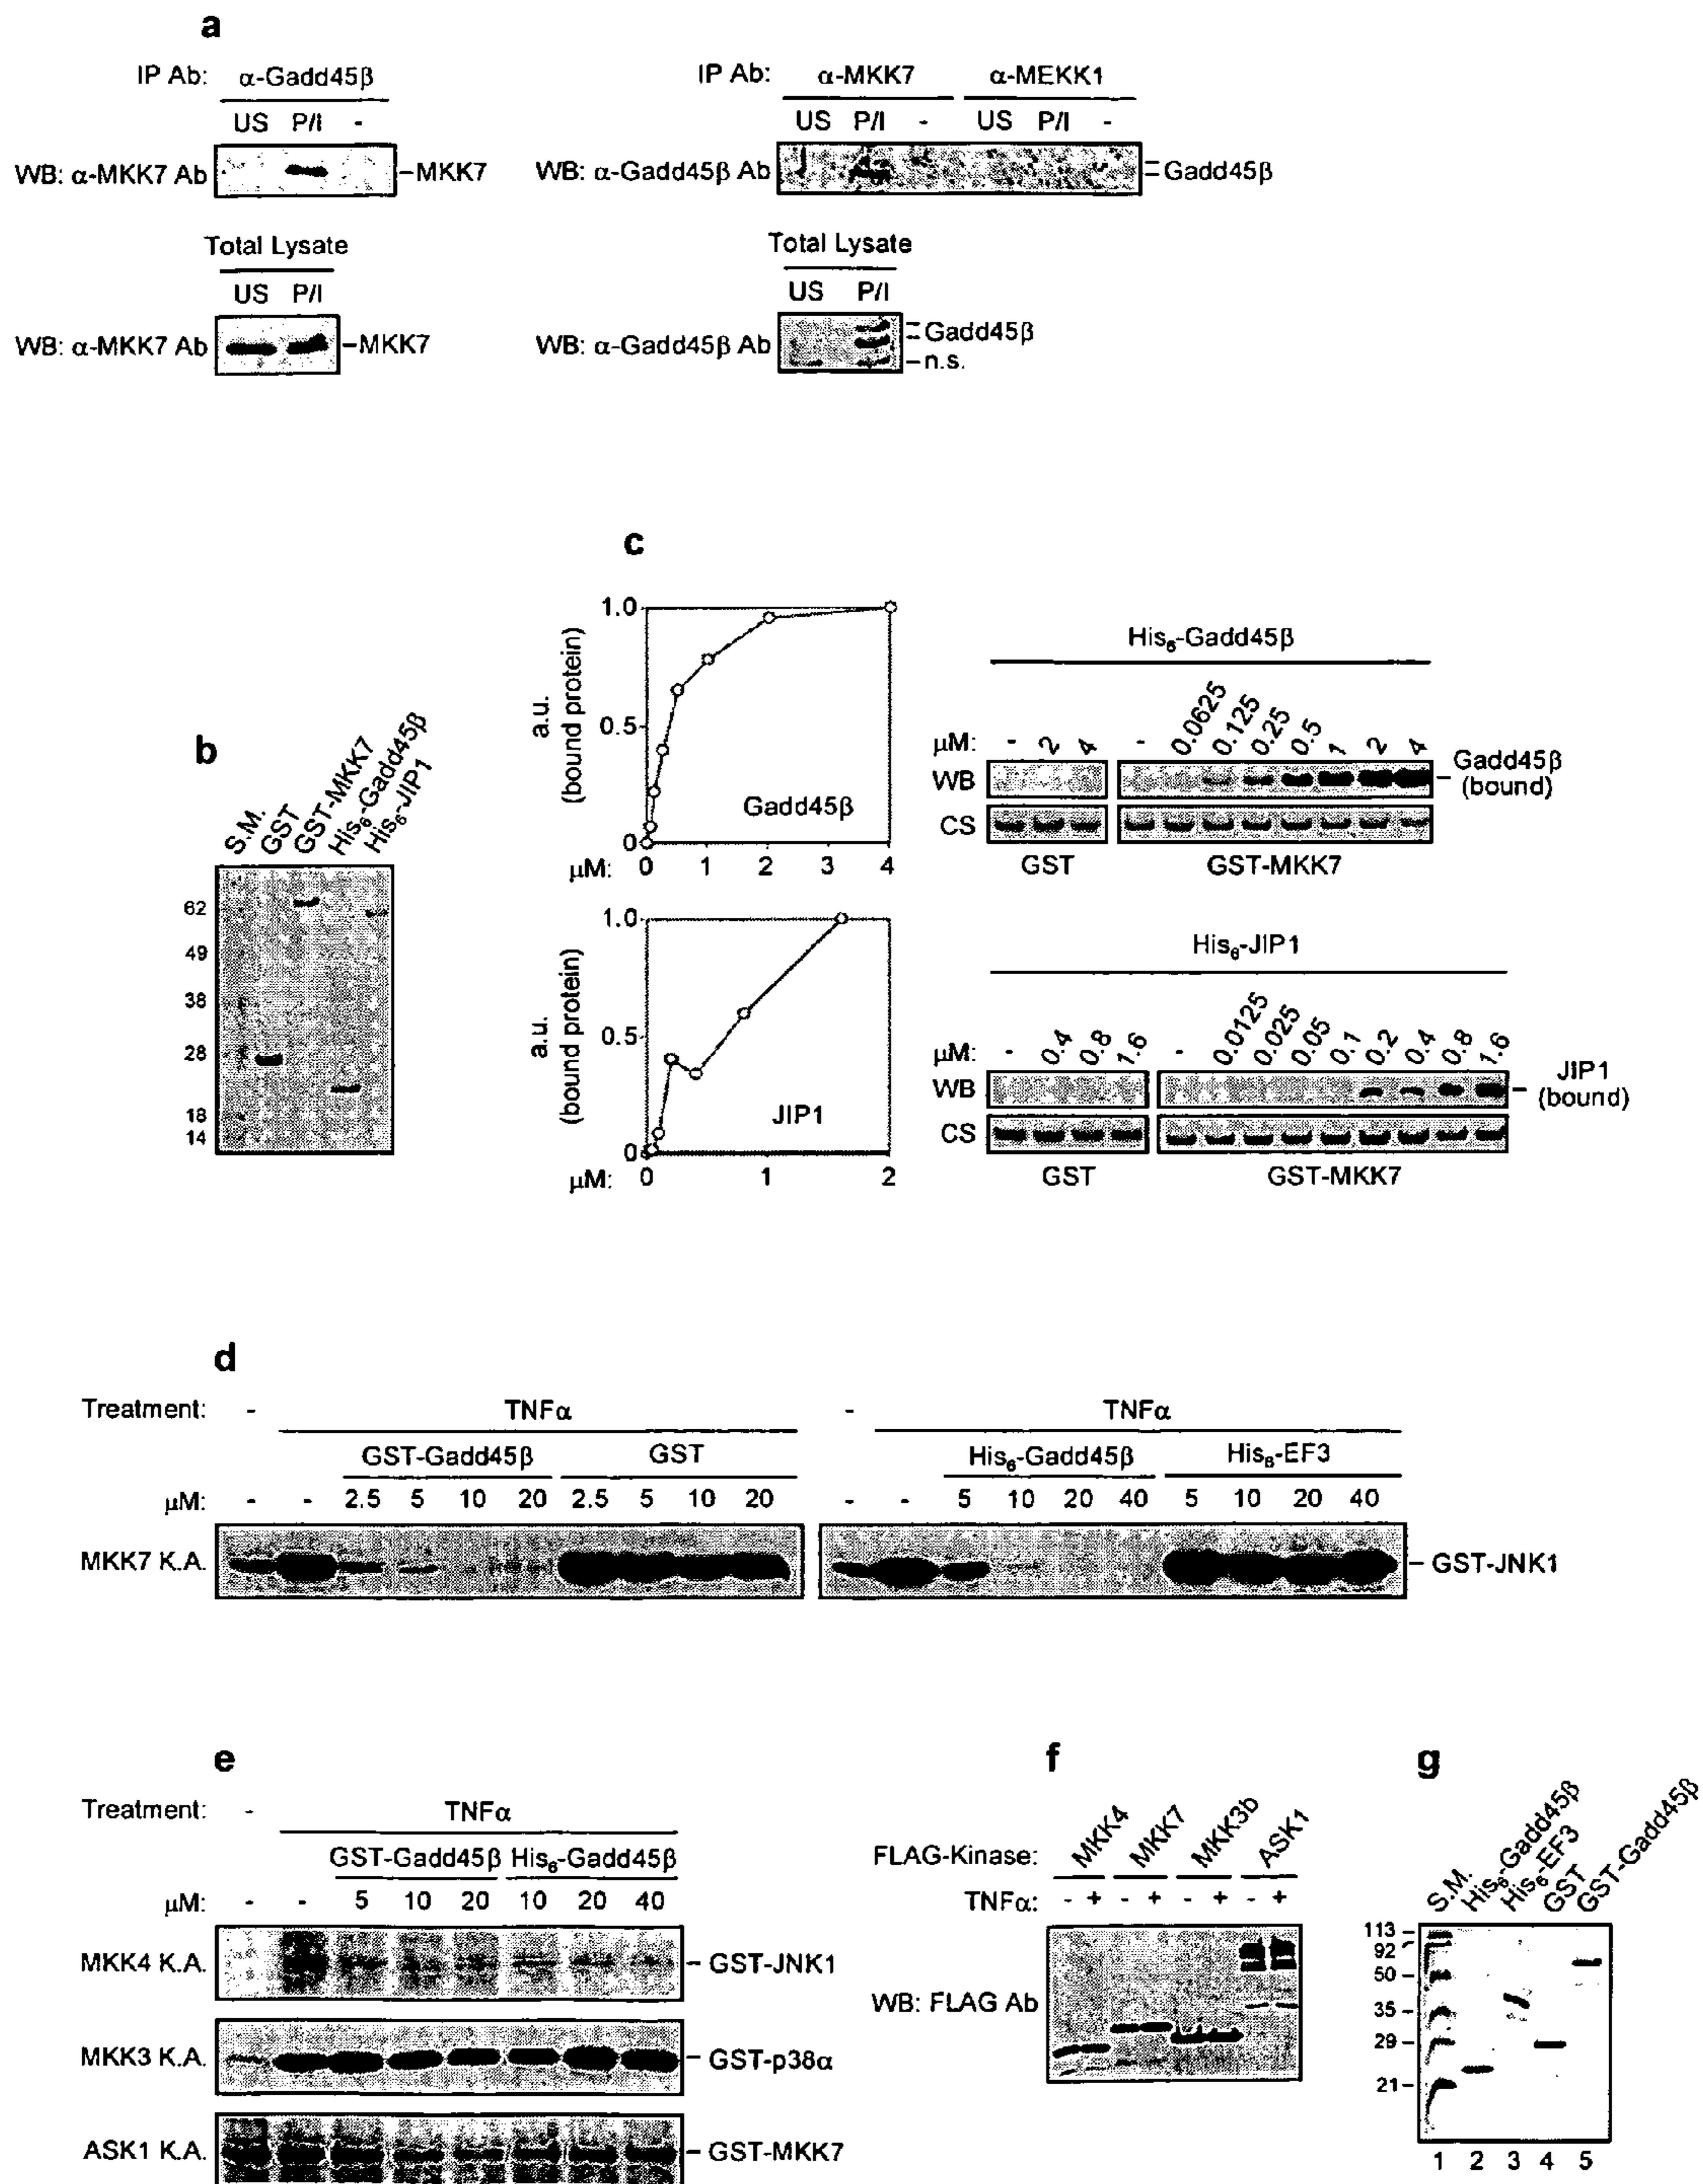 a
IP Ab: α-Gadd45β
US P/I -
WB: α-MKK7 Ab -MKK7
Total Lysate
US P/I
WB: α-MKK7 Ab -MKK7
IP Ab: α-MKK7 α-MEKK1
US P/I - US P/I -
WB: α-Gadd45β Ab Gadd45β
Total Lysate
US P/I
WB: α-Gadd45β Ab Gadd45β
n.s.
b
S.M. GST GST-MKK7 His₆-Gadd45β His₆-JIP1
62
49
38
28
18
14
c
a.u.
(bound protein)
1.0
0.5
0
Gadd45β
μM: 0 1 2 3 4
His₆-Gadd45β
μM: - 2 4 - 0.0625 0.125 0.25 0.5 1 2 4
WB Gadd45β
(bound)
CS
GST GST-MKK7
a.u.
(bound protein)
1.0
0.5
0
JIP1
μM: 0 1 2
His₆-JIP1
μM: - 0.4 0.8 1.6 - 0.0125 0.025 0.05 0.1 0.2 0.4 0.8 1.6
WB JIP1
(bound)
CS
GST GST-MKK7
d
Treatment: - TNFα - TNFα
GST-Gadd45β GST His₆-Gadd45β His₆-EF3
μM: - - 2.5 5 10 20 2.5 5 10 20 - - 5 10 20 40 5 10 20 40
MKK7 K.A. GST-JNK1
e
Treatment: - TNFα
GST-Gadd45β His₆-Gadd45β
μM: - - 5 10 20 10 20 40
MKK4 K.A. GST-JNK1
MKK3 K.A. GST-p38α
ASK1 K.A. GST-MKK7
f
FLAG-Kinase: MKK4 MKK7 MKK3b ASK1
TNFα: - + - + - + - +
WB: FLAG Ab
g
S.M. His₆-Gadd45β His₆-EF3 GST GST-Gadd45β
113
92
50
35
29
21
1 2 3 4 5